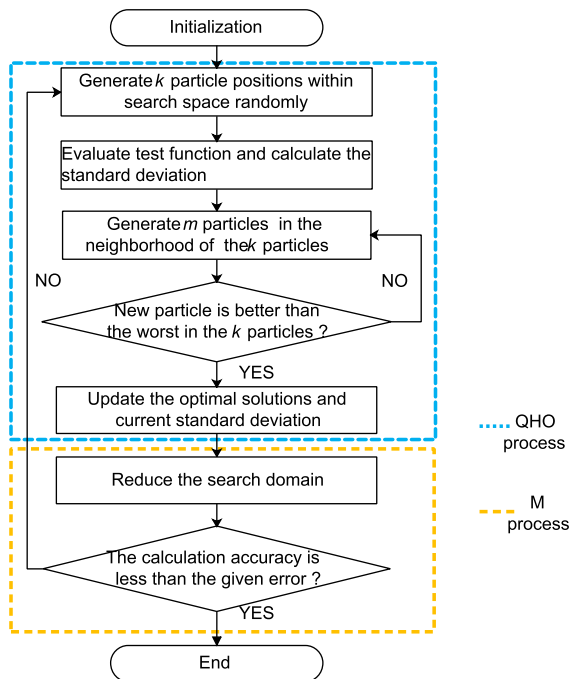 Initialization
Generate k particle positions within
search space randomly
Evaluate test function and calculate the
standard deviation
Generate m particles in the
neighborhood of the k particles
NO
NO
New particle is better than
the worst in the k particles ?
YES
Update the optimal solutions and
current standard deviation
QHO
process
Reduce the search domain
M
process
The calculation accuracy is
less than the given error ?
YES
End